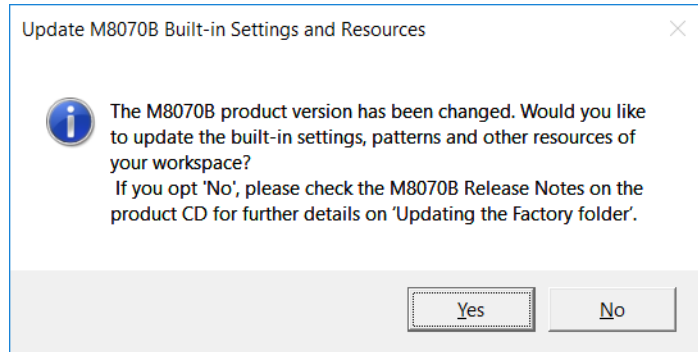 Update M8070B Built-in Settings and Resources
The M8070B product version has been changed. Would you like
to update the built-in settings, patterns and other resources of
your workspace?
If you opt 'No', please check the M8070B Release Notes on the
product CD for further details on ‘Updating the Factory folder’.
Yes
No